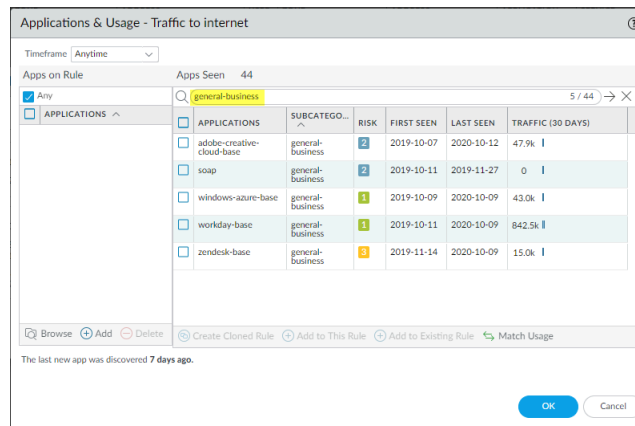 Applications & Usage - Traffic to internet
Timeframe Anytime
Apps on Rule
Apps Seen 44
Any
general-business
5 / 44
APPLICATIONS
APPLICATIONS SUBCATEGO... RISK FIRST SEEN LAST SEEN TRAFFIC (30 DAYS)
adobe-creative-cloud-base general-business 2 2019-10-07 2020-10-12 47.9k
soap general-business 2 2019-10-11 2019-11-27 0
windows-azure-base general-business 1 2019-10-09 2020-10-09 43.0k
workday-base general-business 1 2019-10-11 2020-10-09 842.5k
zendesk-base general-business 3 2019-11-14 2020-10-09 15.0k
Browse Add Delete
Create Cloned Rule Add to This Rule Add to Existing Rule Match Usage
The last new app was discovered 7 days ago.
OK Cancel